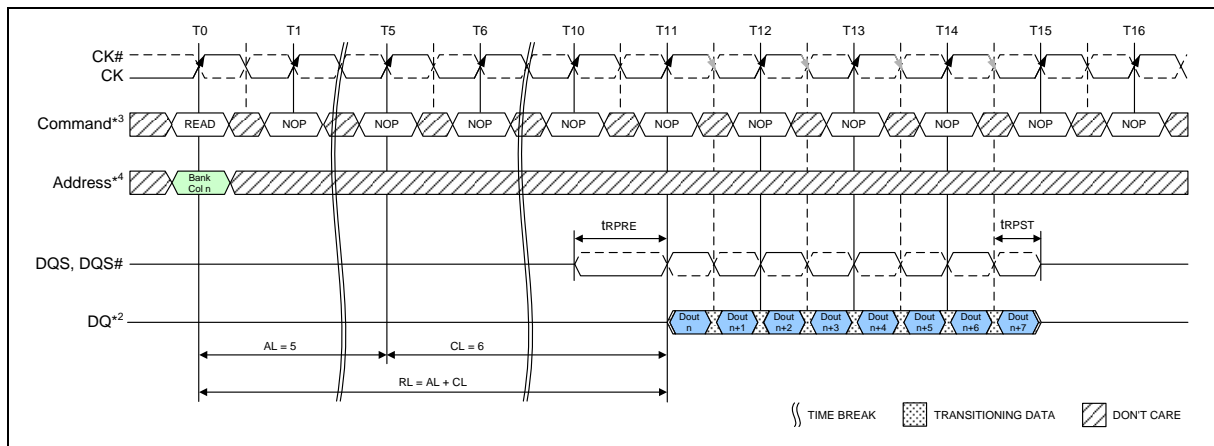 T0 T1 T5 T6 T10 T11 T12 T13 T14 T15 T16
CK#
CK
Command*3 READ NOP NOP NOP NOP NOP NOP NOP NOP NOP NOP
Address*4 Bank
Col n
tRPRE tRPST
DQS, DQS#
DQ*2 Dout Dout Dout Dout Dout Dout Dout Dout
n n+1 n+2 n+3 n+4 n+5 n+6 n+7
AL = 5 CL = 6
RL = AL + CL
TIME BREAK TRANSITIONING DATA DON'T CARE